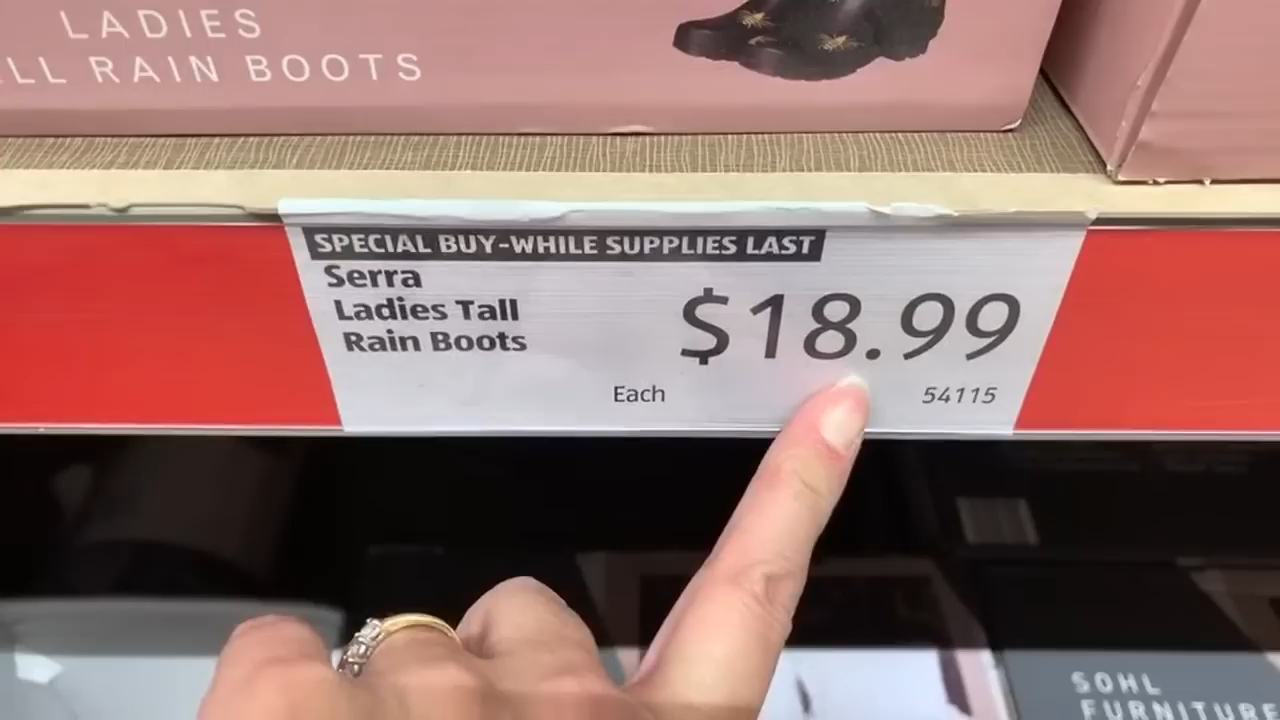 LADIES
LL RAIN BOOTS
SPECIAL BUY-WHILE SUPPLIES LAST
Serra
Ladies Tall
Rain Boots
$18.99
Each
54115
SOHL
FURNITURE